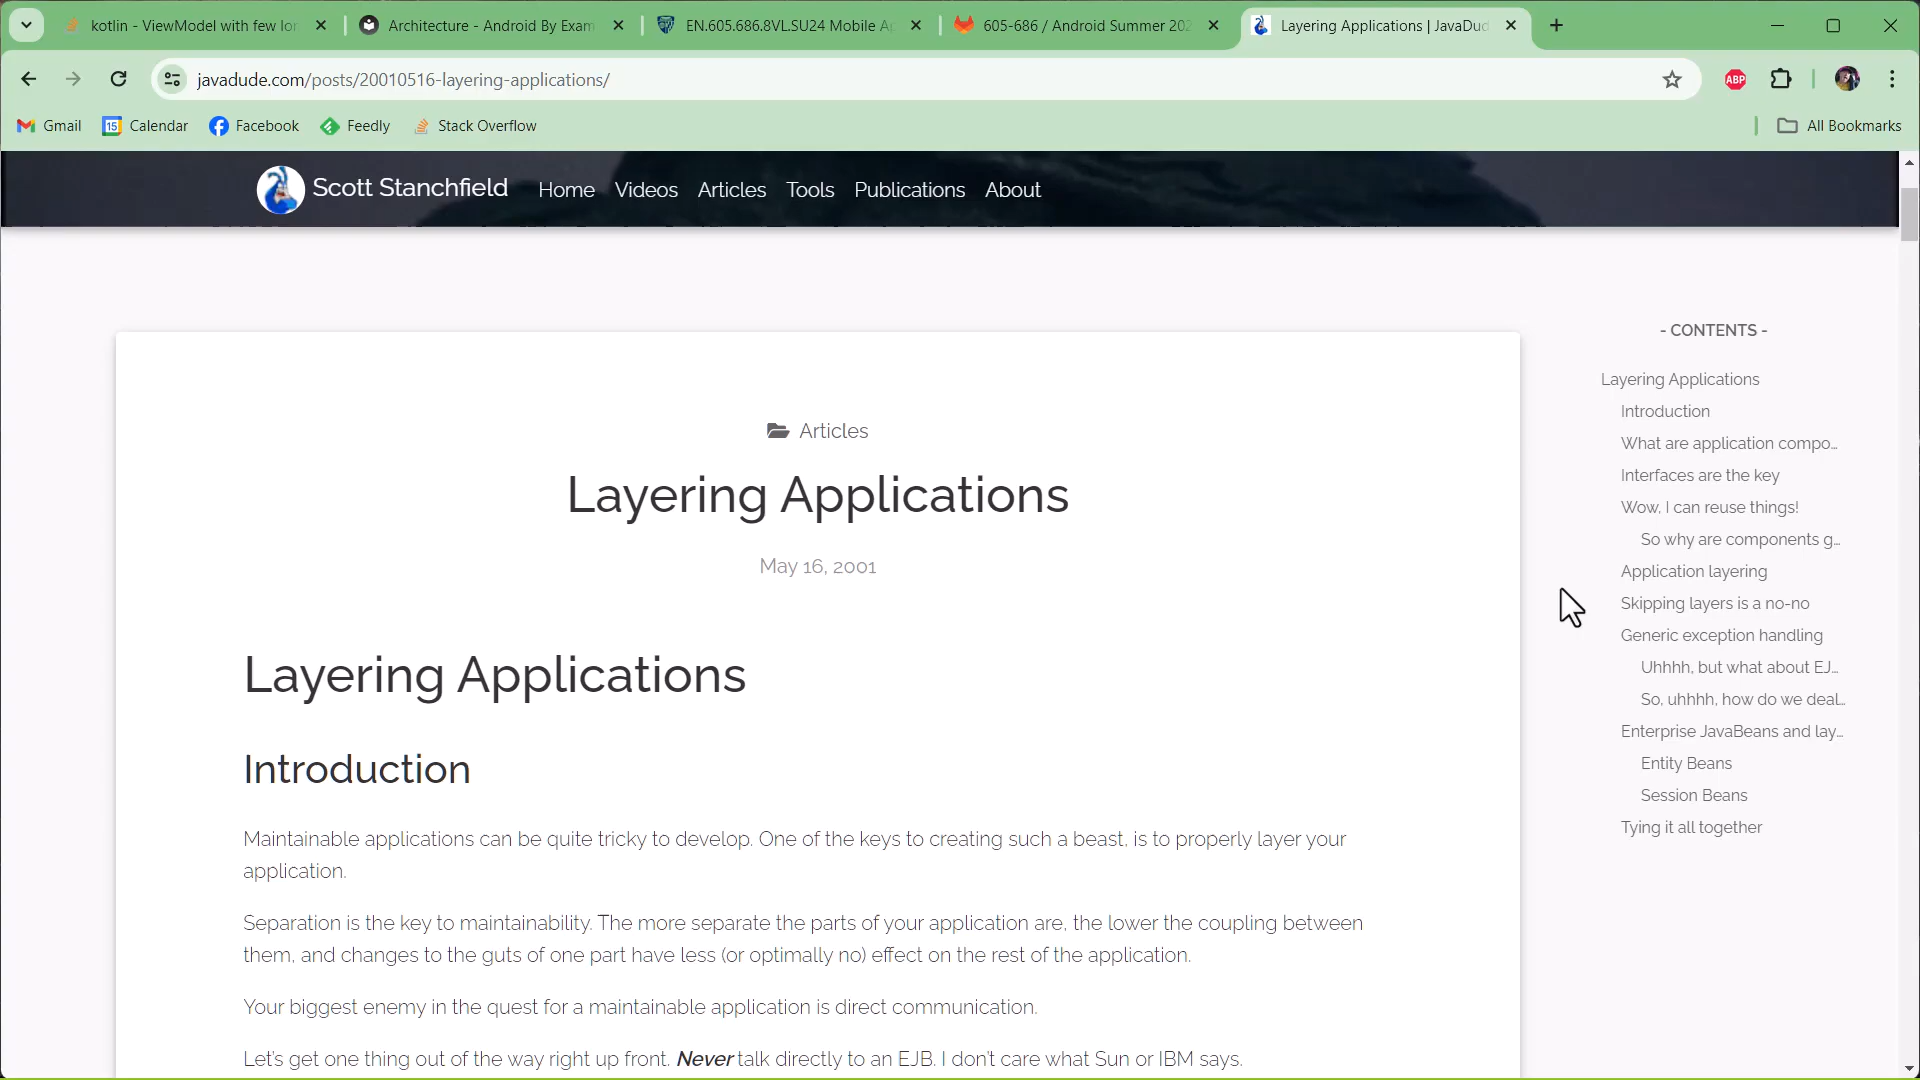 kotlin - ViewModel with few lon
Architecture - Android By Exam
EN.605.686.8VL.SU24 Mobile Ap
605-686 / Android Summer 202
Layering Applications | JavaDud
javadude.com/posts/20010516-layering-applications/
ABP
Gmail
15
Calendar
Facebook
Feedly
Stack Overflow
All Bookmarks
Scott Stanchfield
Home
Videos
Articles
Tools
Publications
About
Articles
Layering Applications
May 16, 2001
Layering Applications
Introduction
Maintainable applications can be quite tricky to develop. One of the keys to creating such a beast, is to properly layer your
application.
Separation is the key to maintainability. The more separate the parts of your application are, the lower the coupling between
them, and changes to the guts of one part have less (or optimally no) effect on the rest of the application.
Your biggest enemy in the quest for a maintainable application is direct communication.
Let's get one thing out of the way right up front. Never talk directly to an EJB. I don't care what Sun or IBM says.
- CONTENTS -
Layering Applications
Introduction
What are application compo...
Interfaces are the key
Wow, I can reuse things!
So why are components g...
Application layering
Skipping layers is a no-no
Generic exception handling
Uhhhh, but what about EJ...
So, uhhhh, how do we deal...
Enterprise JavaBeans and lay...
Entity Beans
Session Beans
Tying it all together